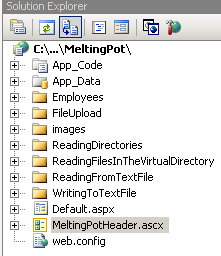 Solution Explorer
C:\...\MeltingPot\
App_Code
App_Data
Employees
FileUpload
images
ReadingDirectories
ReadingFilesInTheVirtualDirectory
ReadingFromTextFile
WritingToTextFile
Default.aspx
MeltingPotHeader.ascx
web.config